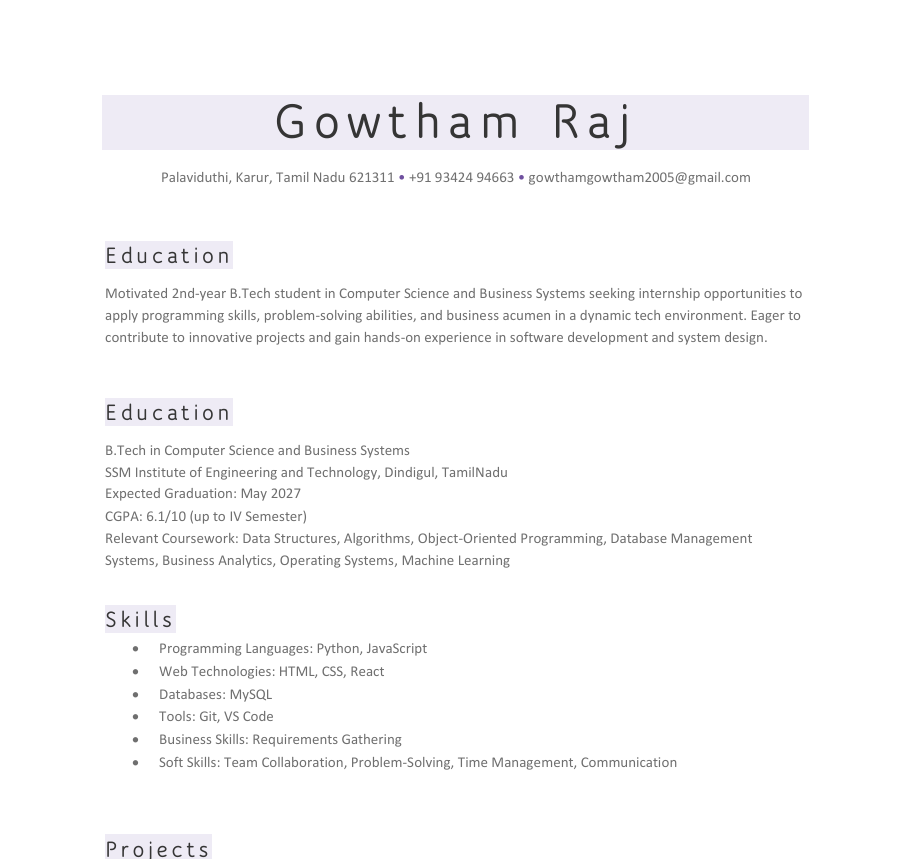 Gowtham Raj
Palaviduthi, Karur, Tamil Nadu 621311 • +91 93424 94663 • gowthamgowtham2005@gmail.com
Education
Motivated 2nd-year B.Tech student in Computer Science and Business Systems seeking internship opportunities to
apply programming skills, problem-solving abilities, and business acumen in a dynamic tech environment. Eager to
contribute to innovative projects and gain hands-on experience in software development and system design.
Education
B.Tech in Computer Science and Business Systems
SSM Institute of Engineering and Technology, Dindigul, TamilNadu
Expected Graduation: May 2027
CGPA: 6.1/10 (up to IV Semester)
Relevant Coursework: Data Structures, Algorithms, Object-Oriented Programming, Database Management
Systems, Business Analytics, Operating Systems, Machine Learning
Skills
• Programming Languages: Python, JavaScript
• Web Technologies: HTML, CSS, React
• Databases: MySQL
• Tools: Git, VS Code
• Business Skills: Requirements Gathering
• Soft Skills: Team Collaboration, Problem-Solving, Time Management, Communication
Projects